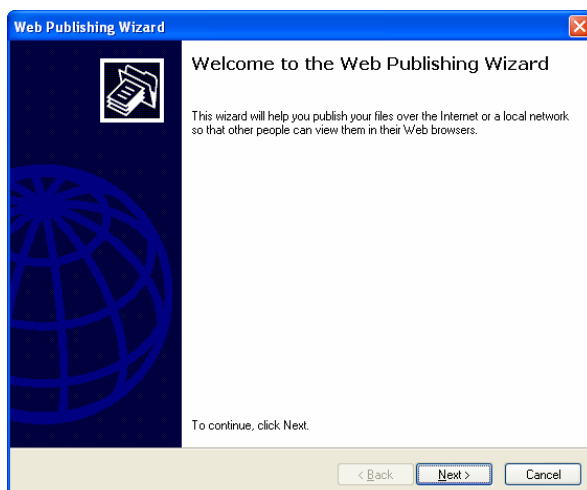 Web Publishing Wizard
Welcome to the Web Publishing Wizard
This wizard will help you publish your files over the Internet or a local network
so that other people can view them in their Web browsers.
To continue, click Next.
< Back
Next >
Cancel